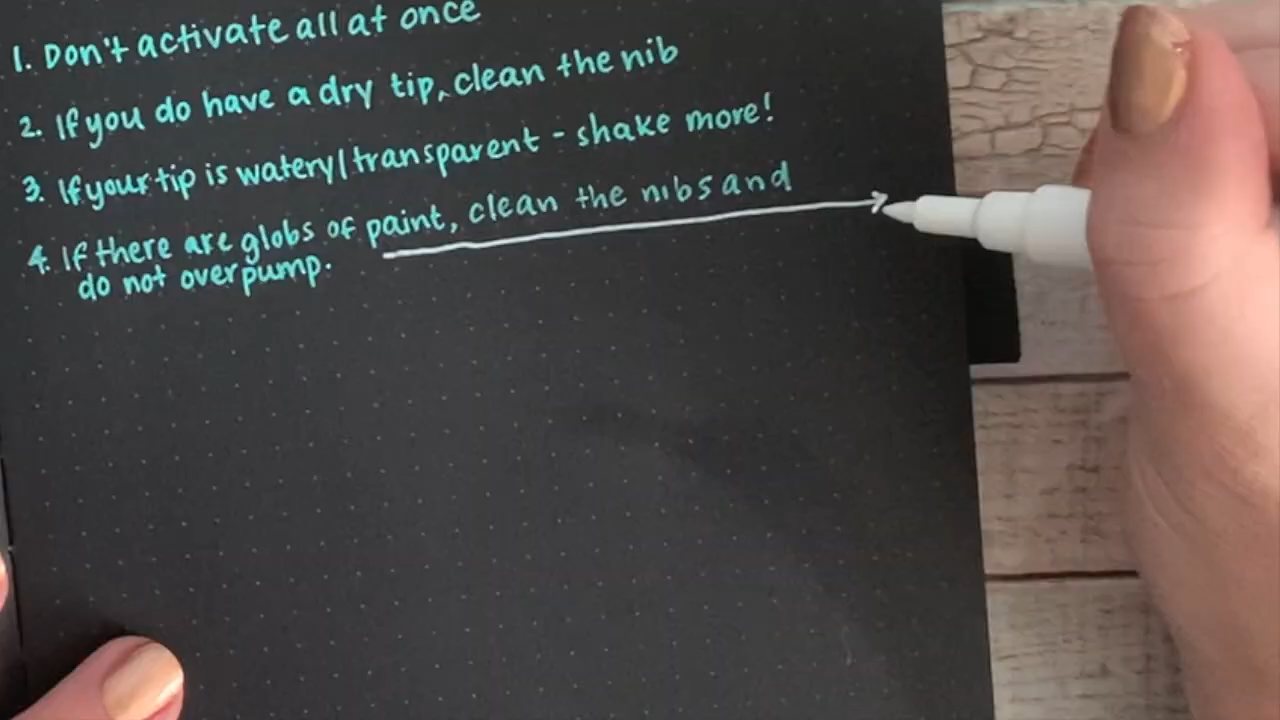 1. Don't activate all at once
2. If you do have a dry tip, clean the nib
3. If your tip is watery/transparent - shake more!
4. If there are globs of paint, clean the nibs and
do not overpump.